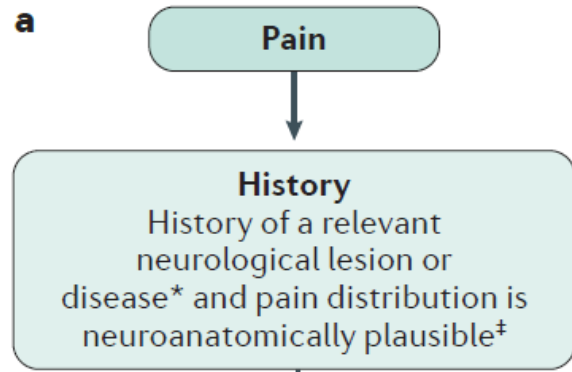 a
Pain
History
History of a relevant
neurological lesion or
disease* and pain distribution is
neuroanatomically plausible‡